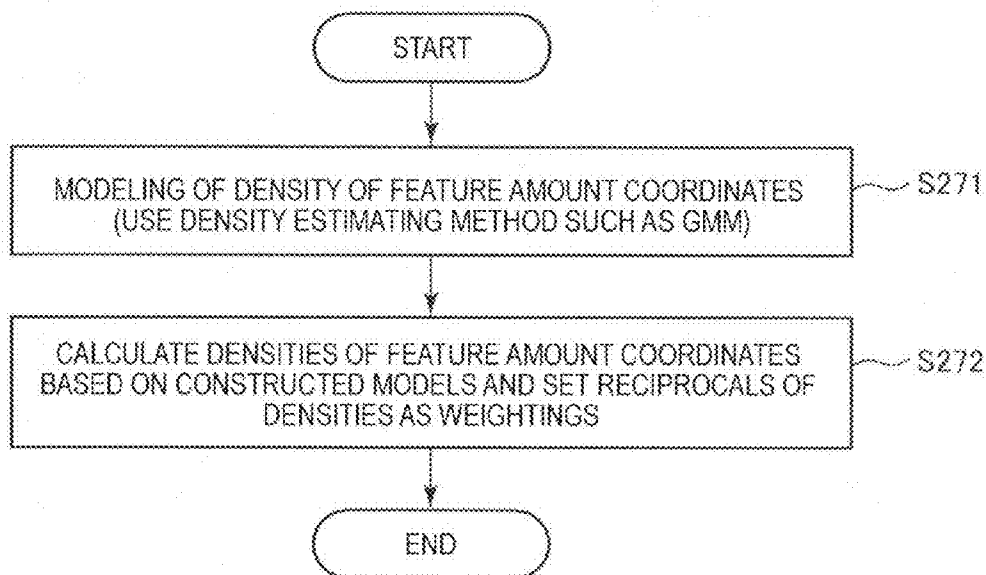 START
MODELING OF DENSITY OF FEATURE AMOUNT COORDINATES
(USE DENSITY ESTIMATING METHOD SUCH AS GMM)
S271
CALCULATE DENSITIES OF FEATURE AMOUNT COORDINATES
BASED ON CONSTRUCTED MODELS AND SET RECIPROCALS OF
DENSITIES AS WEIGHTINGS
S272
END